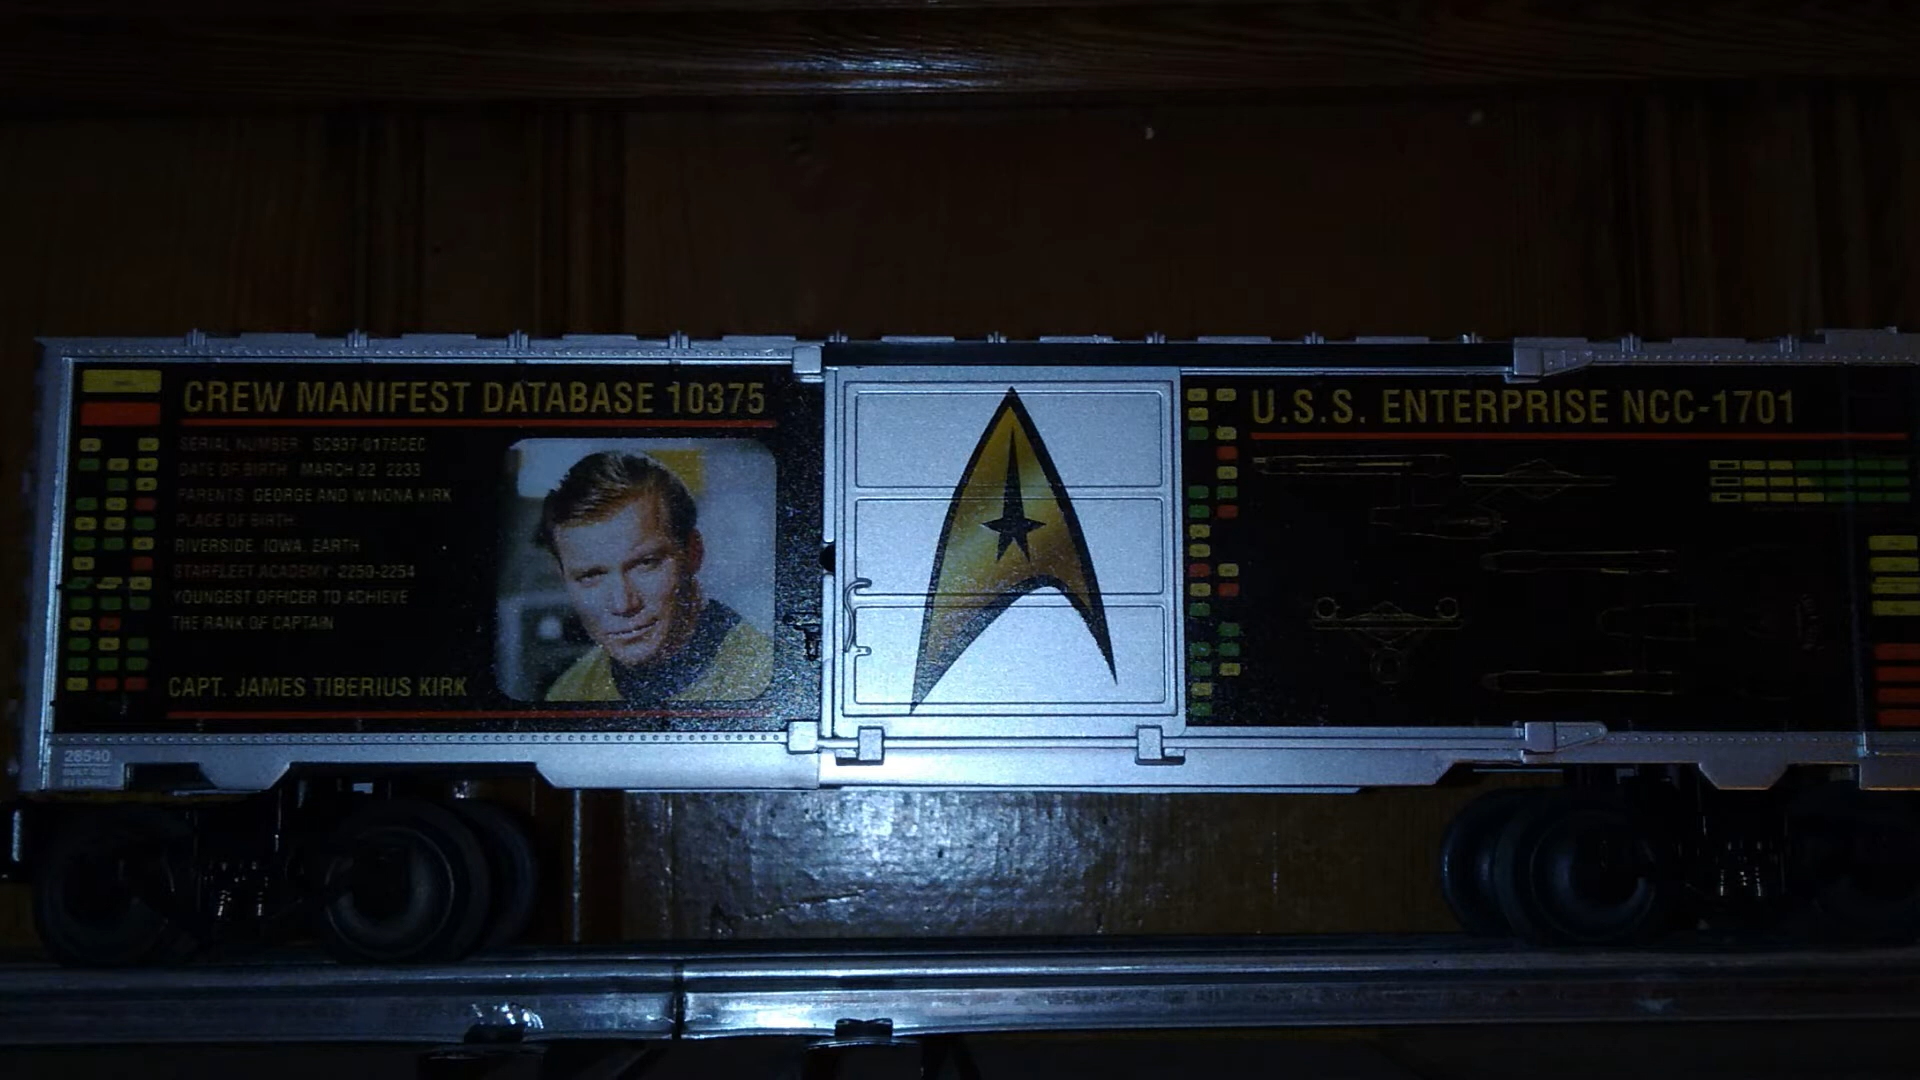 CREW MANIFEST DATABASE 10375
SERIAL NUMBER: SC937-0176CEC
DATE OF BIRTH: MARCH 22 2233
PARENTS: GEORGE AND WINONA KIRK
PLACE OF BIRTH:
RIVERSIDE, IOWA, EARTH
STARFLEET ACADEMY: 2250-2254
YOUNGEST OFFICER TO ACHIEVE
THE RANK OF CAPTAIN
CAPT. JAMES TIBERIUS KIRK
28540
U.S.S. ENTERPRISE NCC-1701